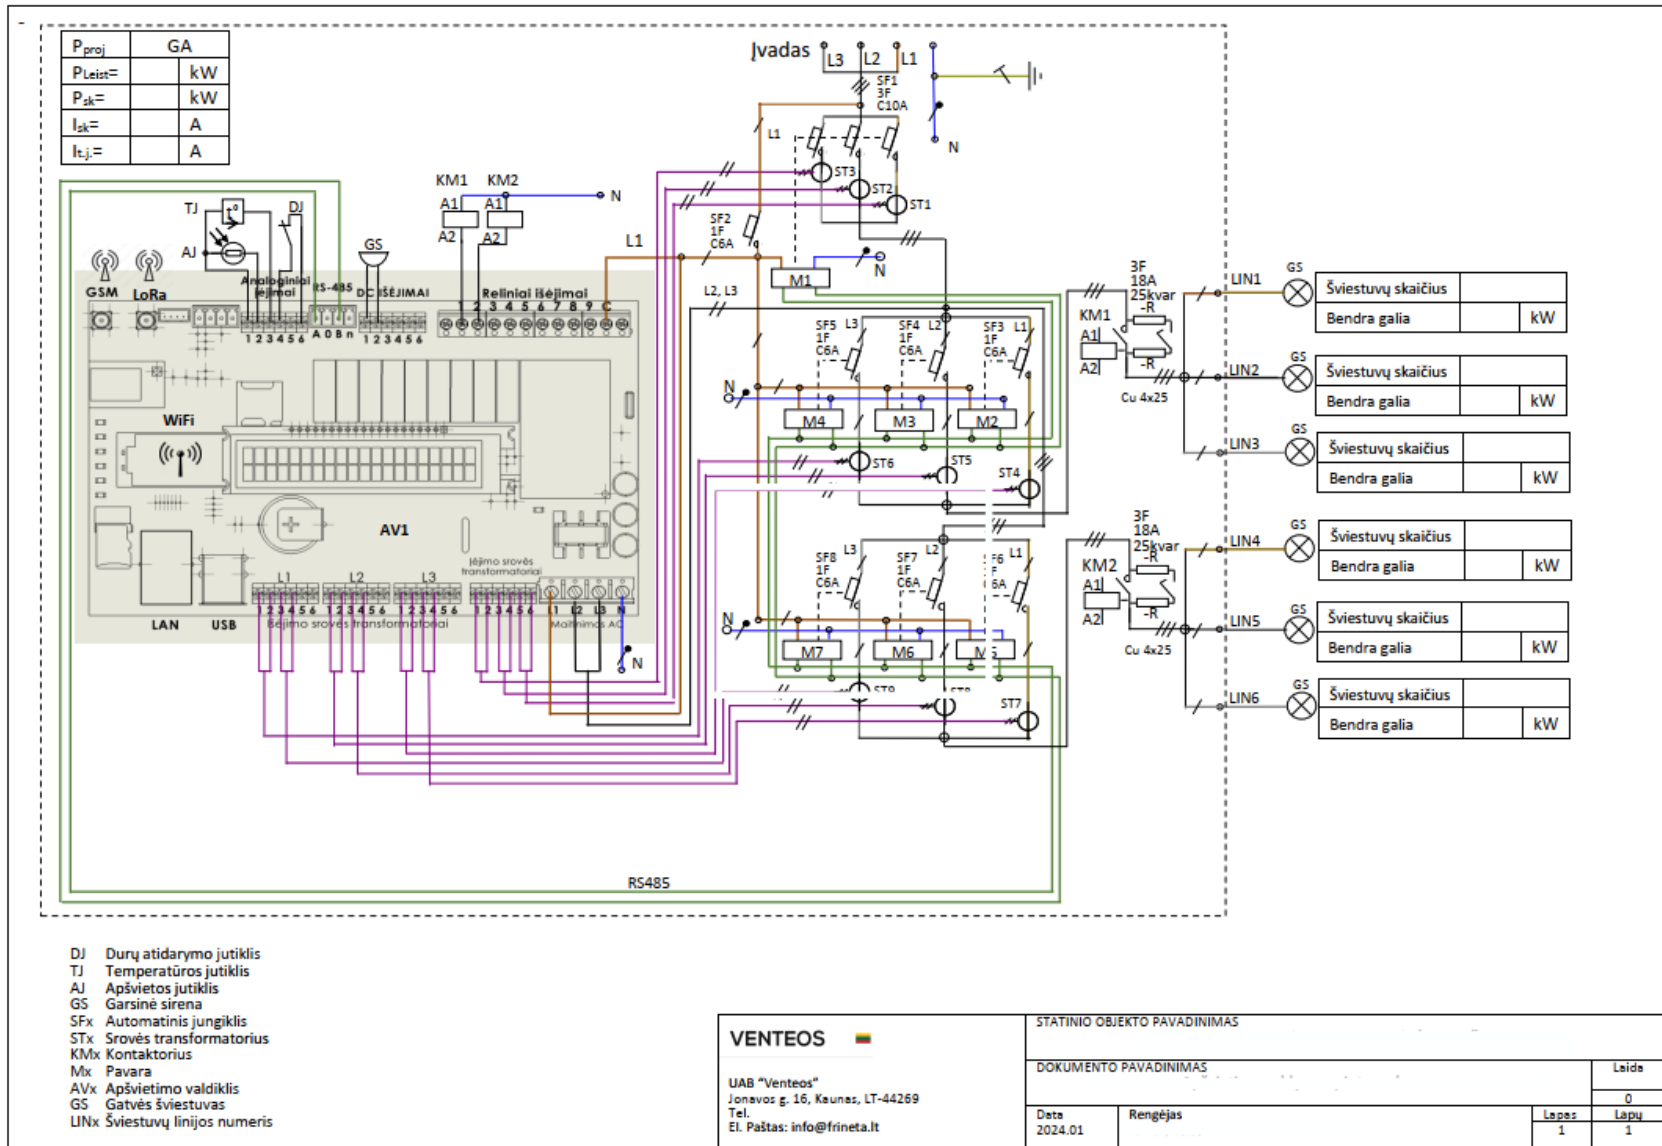 Pproj GA
PLeist= kW
Psk= kW
Isk= A
It.j.= A
Įvadas
L3 L2 L1
SF1
3F
C10A
L1
N
ST3
ST2
ST1
KM1 KM2
N
A1 A1
A2 A2
TJ t° DJ
AJ
GS
L1
SF2
1F
C6A
N
M1
GSM LoRa
Analoginiai įėjimai
RS-485
DC IŠĖJIMAI
Reliniai išėjimai
1 2 3 4 5 6 7 8 9 C
1 2 3 4 5 6
A 0 B n
1 2 3 4 5 6
L2, L3
SF5
1F
C6A
L3
SF4
1F
C6A
L2
SF3
1F
C6A
L1
N
M4 M3 M2
ST6
ST5
ST4
WiFi
AV1
LAN USB
L1 L2 L3
Įėjimo srovės
transformatoriai
1 2 3 4 5 6
1 2 3 4 5 6
1 2 3 4 5 6
1 2 3 4 5 6
L1 L2 L3 N
Išėjimo srovės transformatoriai
Maitinimas AC
N
SF8
1F
C6A
L3
SF7
1F
C6A
L2
F6
F
6A
L1
N
M7 M6 M5
ST9
ST8
ST7
3F
18A
25kvar
-R
KM1
A1
-R
A2
Cu 4x25
3F
18A
25kvar
-R
KM2
A1
-R
A2
Cu 4x25
LIN1 GS
Šviestuvų skaičius
Bendra galia kW
LIN2 GS
Šviestuvų skaičius
Bendra galia kW
LIN3 GS
Šviestuvų skaičius
Bendra galia kW
LIN4 GS
Šviestuvų skaičius
Bendra galia kW
LIN5 GS
Šviestuvų skaičius
Bendra galia kW
LIN6 GS
Šviestuvų skaičius
Bendra galia kW
RS485
DJ Durų atidarymo jutiklis
TJ Temperatūros jutiklis
AJ Apšvietos jutiklis
GS Garsinė sirena
SFx Automatinis jungiklis
STx Srovės transformatorius
KMx Kontaktorius
Mx Pavara
AVx Apšvietimo valdiklis
GS Gatvės šviestuvas
LINx Šviestuvų linijos numeris
VENTEOS
UAB "Venteos"
Jonavos g. 16, Kaunas, LT-44269
Tel.
El. Paštas: info@frineta.lt
STATINIO OBJEKTO PAVADINIMAS
DOKUMENTO PAVADINIMAS
Laida
0
Data
2024.01
Rengėjas
Lapas
1
Lapų
1